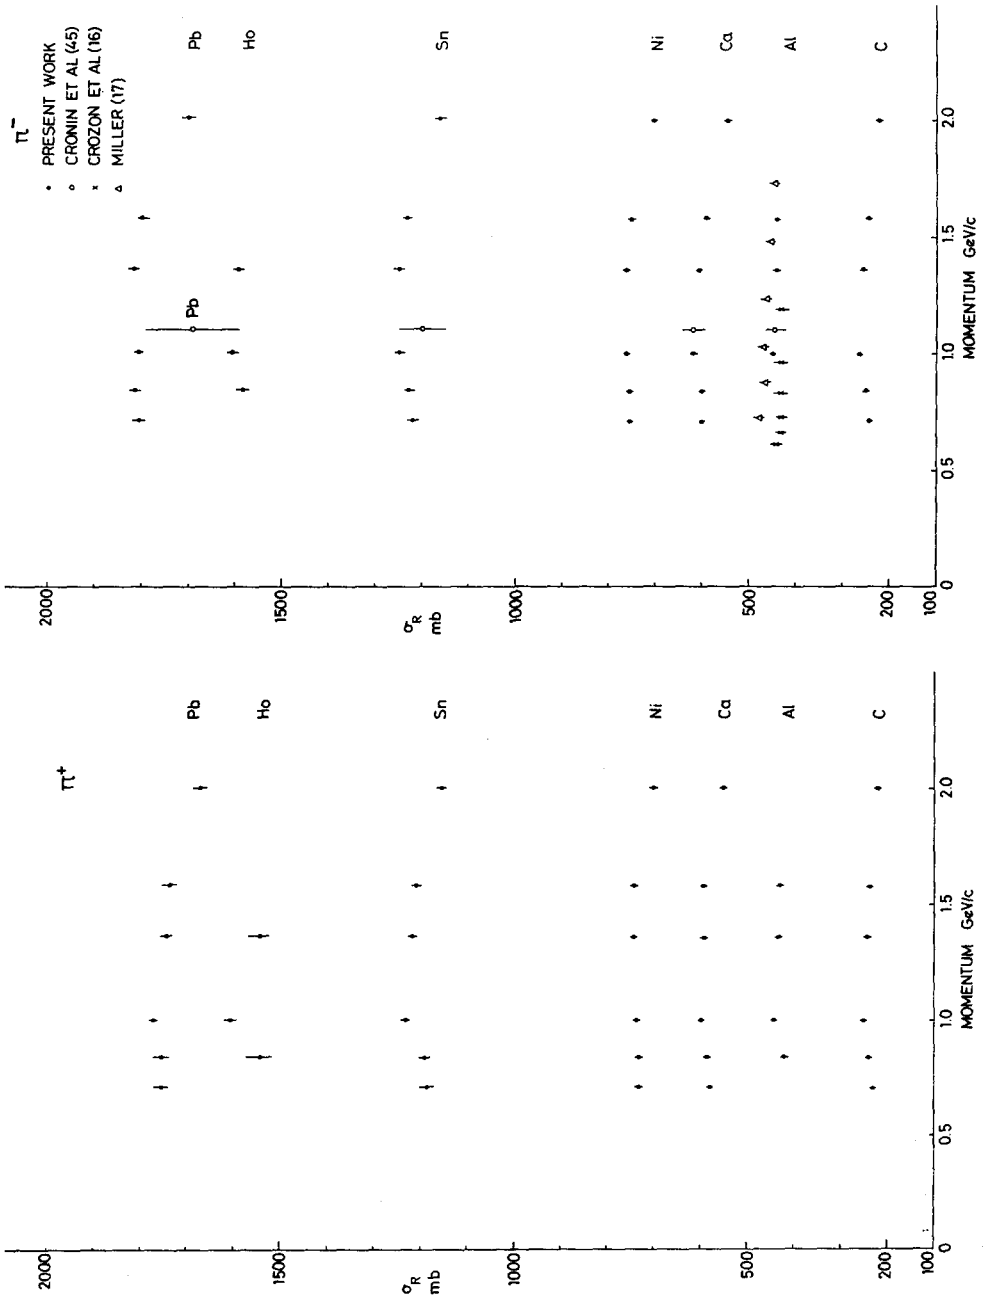 π⁺
2000
1500
1000
500
200
100
σR
mb
Pb
Ho
Sn
Ni
Ca
Al
C
0
0.5
1.0
1.5
2.0
MOMENTUM GeV/c
π⁻
• PRESENT WORK
○ CRONIN ET AL (45)
× CROZON ET AL (16)
△ MILLER (17)
2000
1500
1000
500
200
100
σR
mb
Pb
Pb
Ho
Sn
Ni
Ca
Al
C
0
0.5
1.0
1.5
2.0
MOMENTUM GeV/c